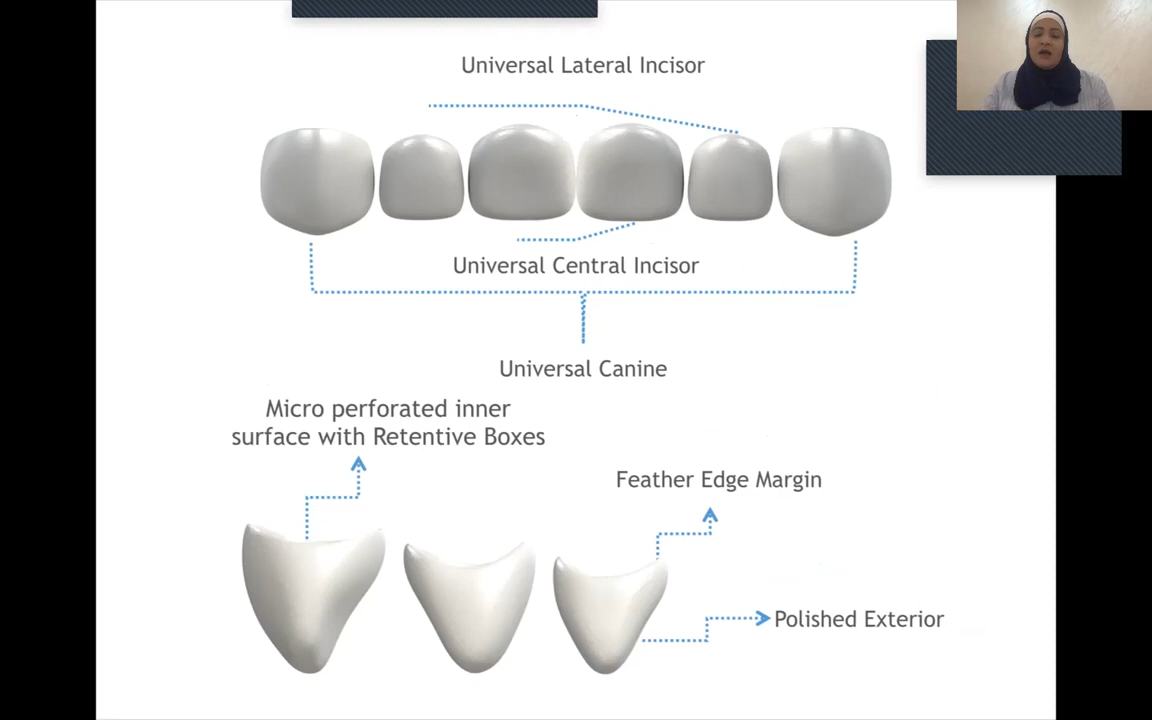 Universal Lateral Incisor
Universal Central Incisor
Universal Canine
Micro perforated inner
surface with Retentive Boxes
Feather Edge Margin
Polished Exterior